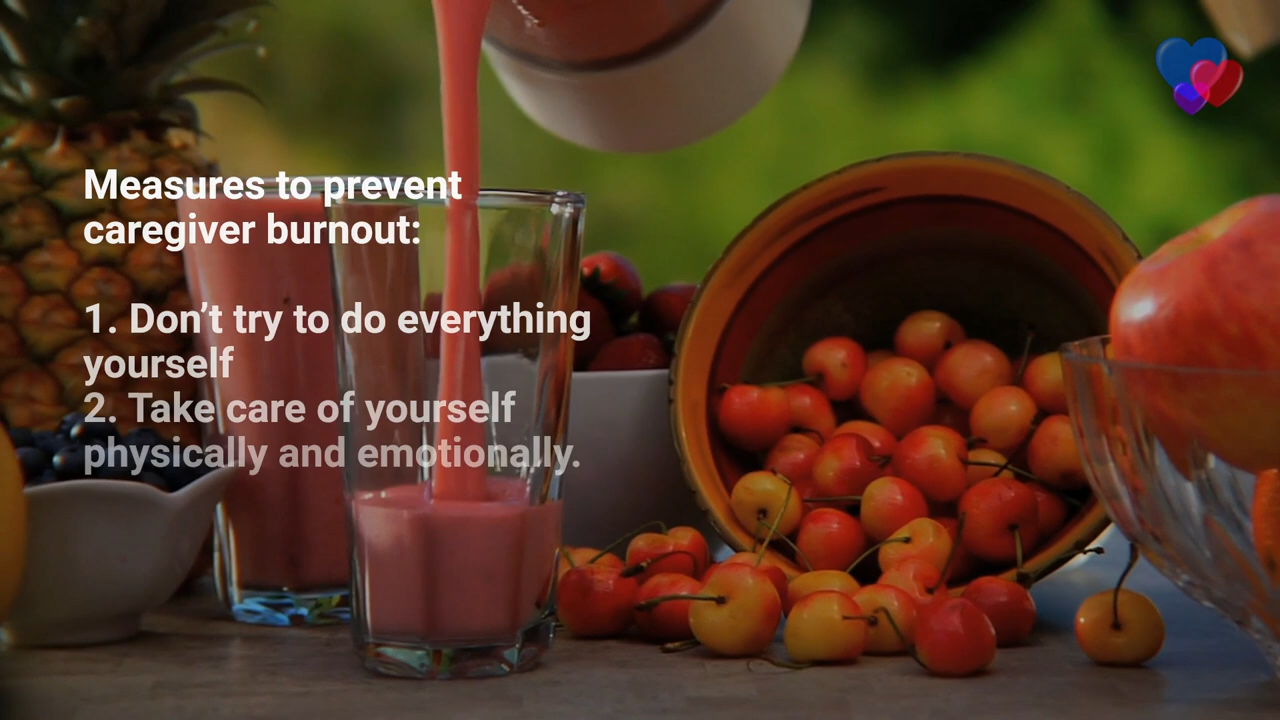 Measures to prevent
caregiver burnout:
1. Don’t try to do everything
yourself
2. Take care of yourself
physically and emotionally.